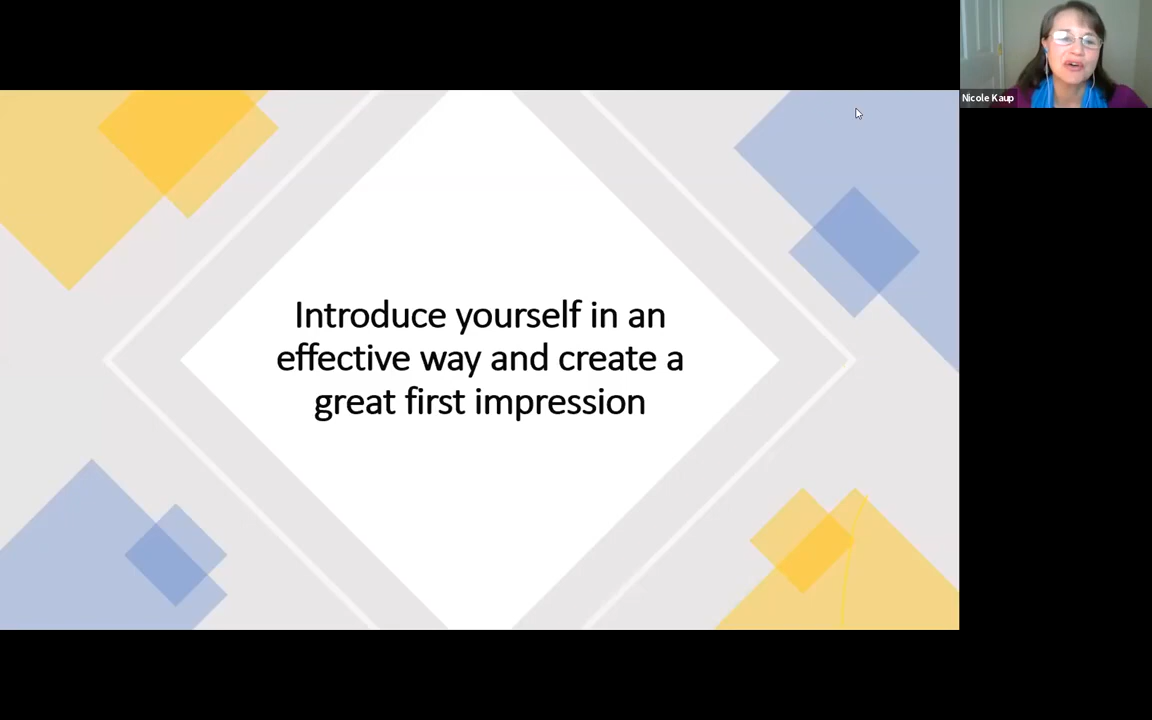 Nicole Kaup
Introduce yourself in an
effective way and create a
great first impression